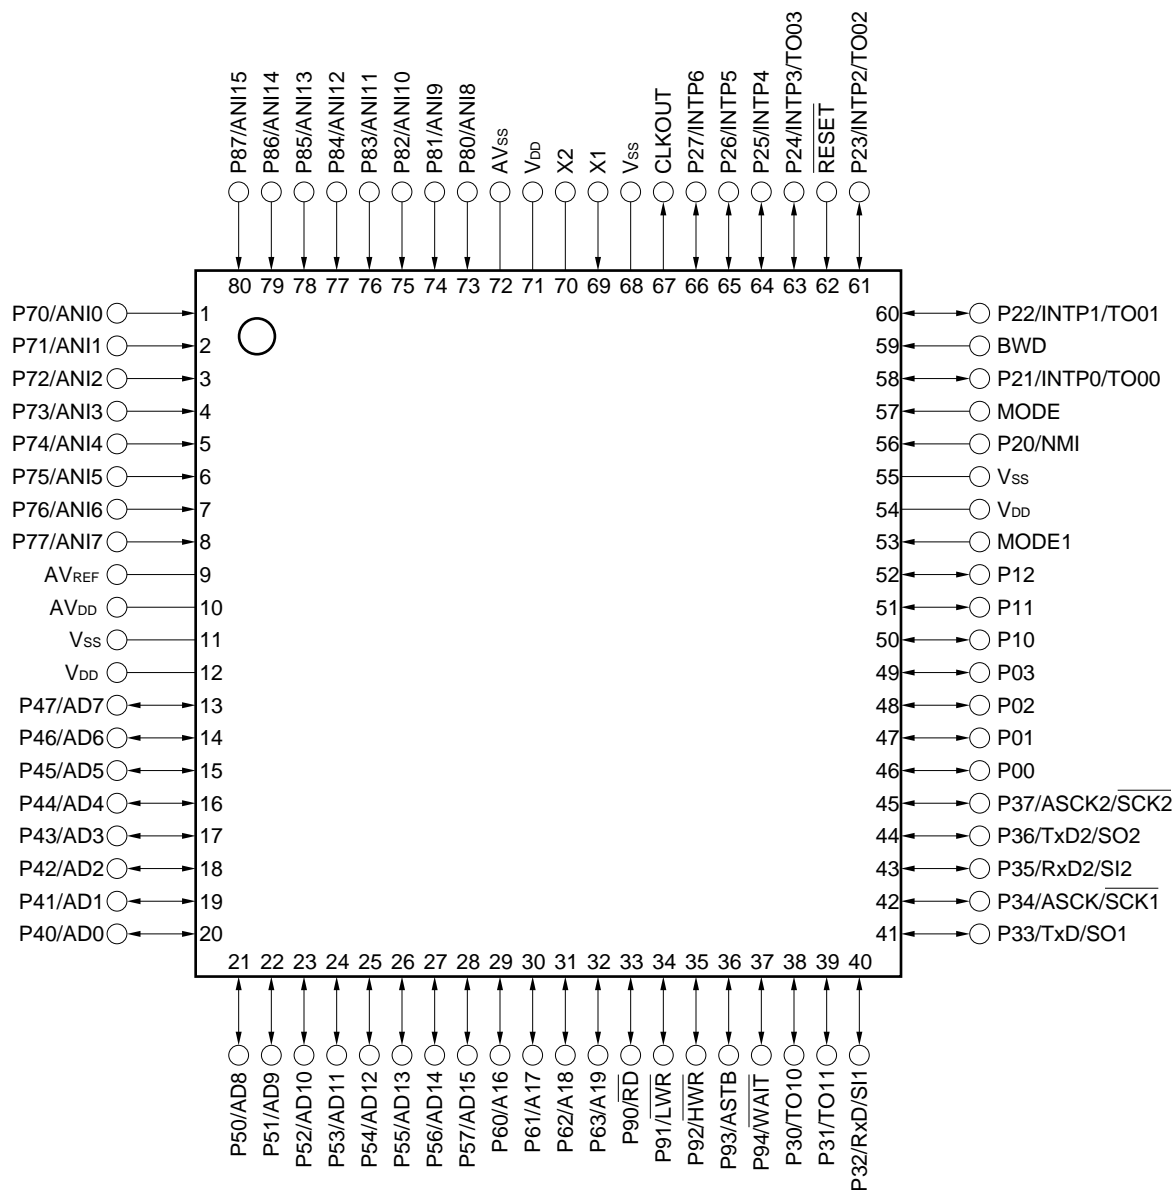 P87/ANI15
P86/ANI14
P85/ANI13
P84/ANI12
P83/ANI11
P82/ANI10
P81/ANI9
P80/ANI8
AVSS
VDD
X2
X1
VSS
CLKOUT
P27/INTP6
P26/INTP5
P25/INTP4
P24/INTP3/TO03
RESET
P23/INTP2/TO02
80 79 78 77 76 75 74 73 72 71 70 69 68 67 66 65 64 63 62 61
P70/ANI0 1
P71/ANI1 2
P72/ANI2 3
P73/ANI3 4
P74/ANI4 5
P75/ANI5 6
P76/ANI6 7
P77/ANI7 8
AVREF 9
AVDD 10
VSS 11
VDD 12
P47/AD7 13
P46/AD6 14
P45/AD5 15
P44/AD4 16
P43/AD3 17
P42/AD2 18
P41/AD1 19
P40/AD0 20
60 P22/INTP1/TO01
59 BWD
58 P21/INTP0/TO00
57 MODE
56 P20/NMI
55 VSS
54 VDD
53 MODE1
52 P12
51 P11
50 P10
49 P03
48 P02
47 P01
46 P00
45 P37/ASCK2/SCK2
44 P36/TxD2/SO2
43 P35/RxD2/SI2
42 P34/ASCK/SCK1
41 P33/TxD/SO1
21 22 23 24 25 26 27 28 29 30 31 32 33 34 35 36 37 38 39 40
P50/AD8
P51/AD9
P52/AD10
P53/AD11
P54/AD12
P55/AD13
P56/AD14
P57/AD15
P60/A16
P61/A17
P62/A18
P63/A19
P90/RD
P91/LWR
P92/HWR
P93/ASTB
P94/WAIT
P30/TO10
P31/TO11
P32/RxD/SI1